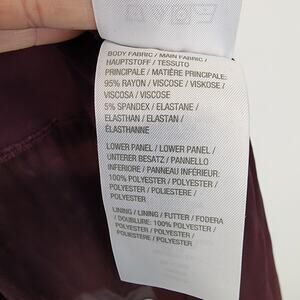 BODY FABRIC / MAIN FABRIC /
HAUPTSTOFF / TESSUTO
PRINCIPALE / MATIÈRE PRINCIPALE:
95% RAYON / VISCOSE / VISKOSE /
VISCOSA / VISCOSE
5% SPANDEX / ELASTANE /
ELASTHAN / ELASTAN /
ÉLASTHANNE
LOWER PANEL / LOWER PANEL /
UNTERER BESATZ / PANNELLO
INFERIORE / PANNEAU INFÉRIEUR:
100% POLYESTER / POLYESTER /
POLYESTER / POLIESTERE /
POLYESTER
LINING / LINING / FUTTER / FODERA
/ DOUBLURE: 100% POLYESTER /
POLYESTER / POLYESTER /
POLIESTERE / POLYESTER